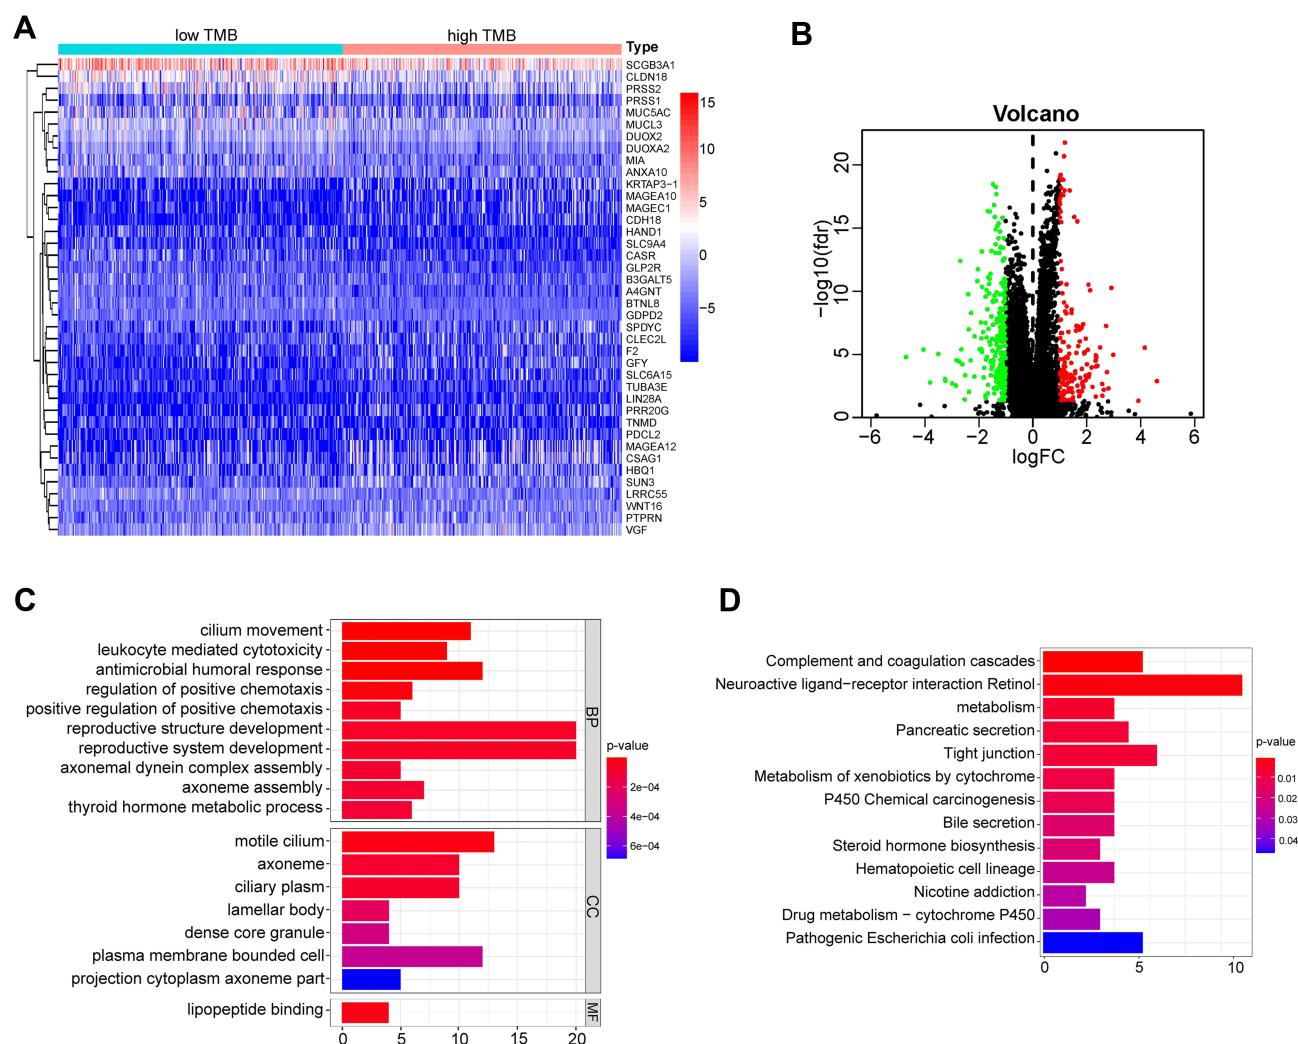 A
low TMB
high TMB
Type
SCGB3A1
CLDN18
PRSS2
PRSS1
MUC5AC
MUCL3
DUOX2
DUOXA2
MIA
ANXA10
KRTAP3−1
MAGEA10
MAGEC1
CDH18
HAND1
SLC9A4
CASR
GLP2R
B3GALT5
A4GNT
BTNL8
GDPD2
SPDYC
CLEC2L
F2
GFY
SLC6A15
TUBA3E
LIN28A
PRR20G
TNMD
PDCL2
MAGEA12
CSAG1
HBQ1
SUN3
LRRC55
WNT16
PTPRN
VGF
15
10
5
0
−5
B
Volcano
−log10(fdr)
20
15
10
5
0
−6 −4 −2 0 2 4 6
logFC
C
cilium movement
leukocyte mediated cytotoxicity
antimicrobial humoral response
regulation of positive chemotaxis
positive regulation of positive chemotaxis
reproductive structure development
reproductive system development
axonemal dynein complex assembly
axoneme assembly
thyroid hormone metabolic process
BP
motile cilium
axoneme
ciliary plasm
lamellar body
dense core granule
plasma membrane bounded cell
projection cytoplasm axoneme part
CC
lipopeptide binding
MF
0 5 10 15 20
p-value
2e−04
4e−04
6e−04
D
Complement and coagulation cascades
Neuroactive ligand−receptor interaction Retinol
metabolism
Pancreatic secretion
Tight junction
Metabolism of xenobiotics by cytochrome
P450 Chemical carcinogenesis
Bile secretion
Steroid hormone biosynthesis
Hematopoietic cell lineage
Nicotine addiction
Drug metabolism − cytochrome P450
Pathogenic Escherichia coli infection
0 5 10
p-value
0.01
0.02
0.03
0.04